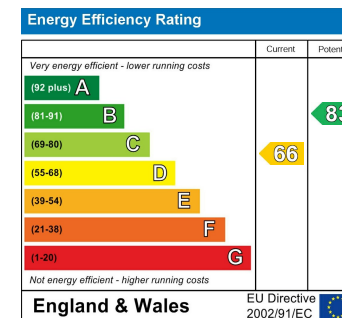 Energy Efficiency Rating
Current
Very energy efficient - lower running costs
(92 plus) A
(81-91) B
83
(69-80) C
66
(55-68) D
(39-54) E
(21-38) F
(1-20) G
Not energy efficient - higher running costs
England & Wales
EU Directive
2002/91/EC